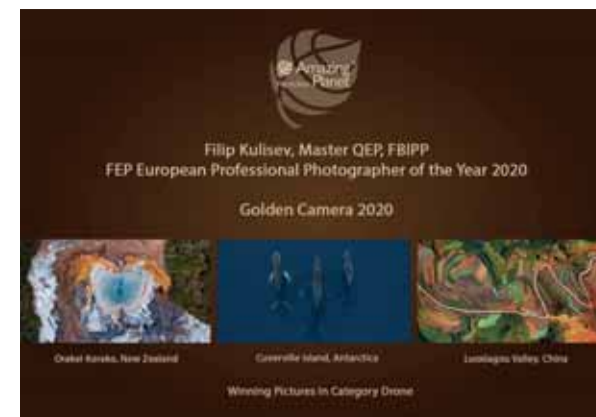 Amazing
Planet
Filip Kulisev, Master QEP, FBIPP
FEP European Professional Photographer of the Year 2020
Golden Camera 2020
Orakei Korako, New Zealand
Cuverville Island, Antarctica
Luoxiagou Valley, China
Winning Pictures in Category Drone